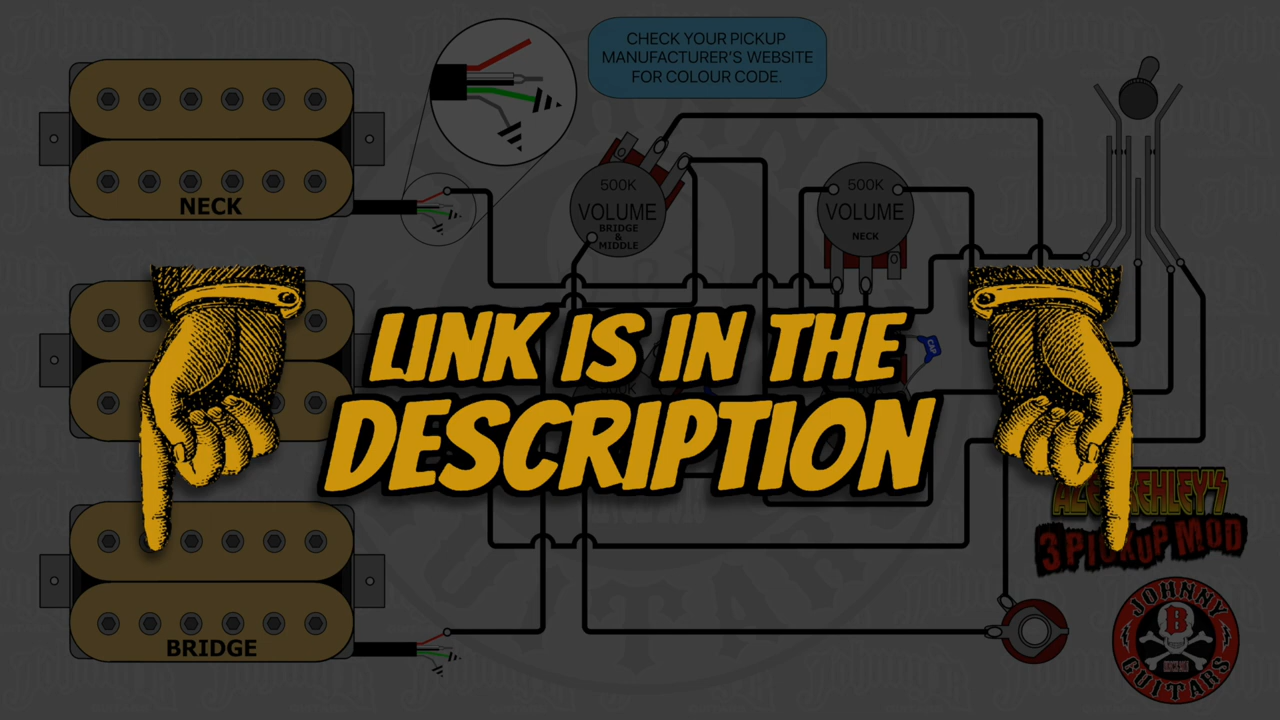 CHECK YOUR PICKUP
MANUFACTURER'S WEBSITE
FOR COLOUR CODE.
NECK
500K
VOLUME
BRIDGE
&
MIDDLE
500K
VOLUME
NECK
CAP
LINK IS IN THE
DESCRIPTION
BRIDGE
3 PICKUP MOD
JOHNNY
B
GUITARS